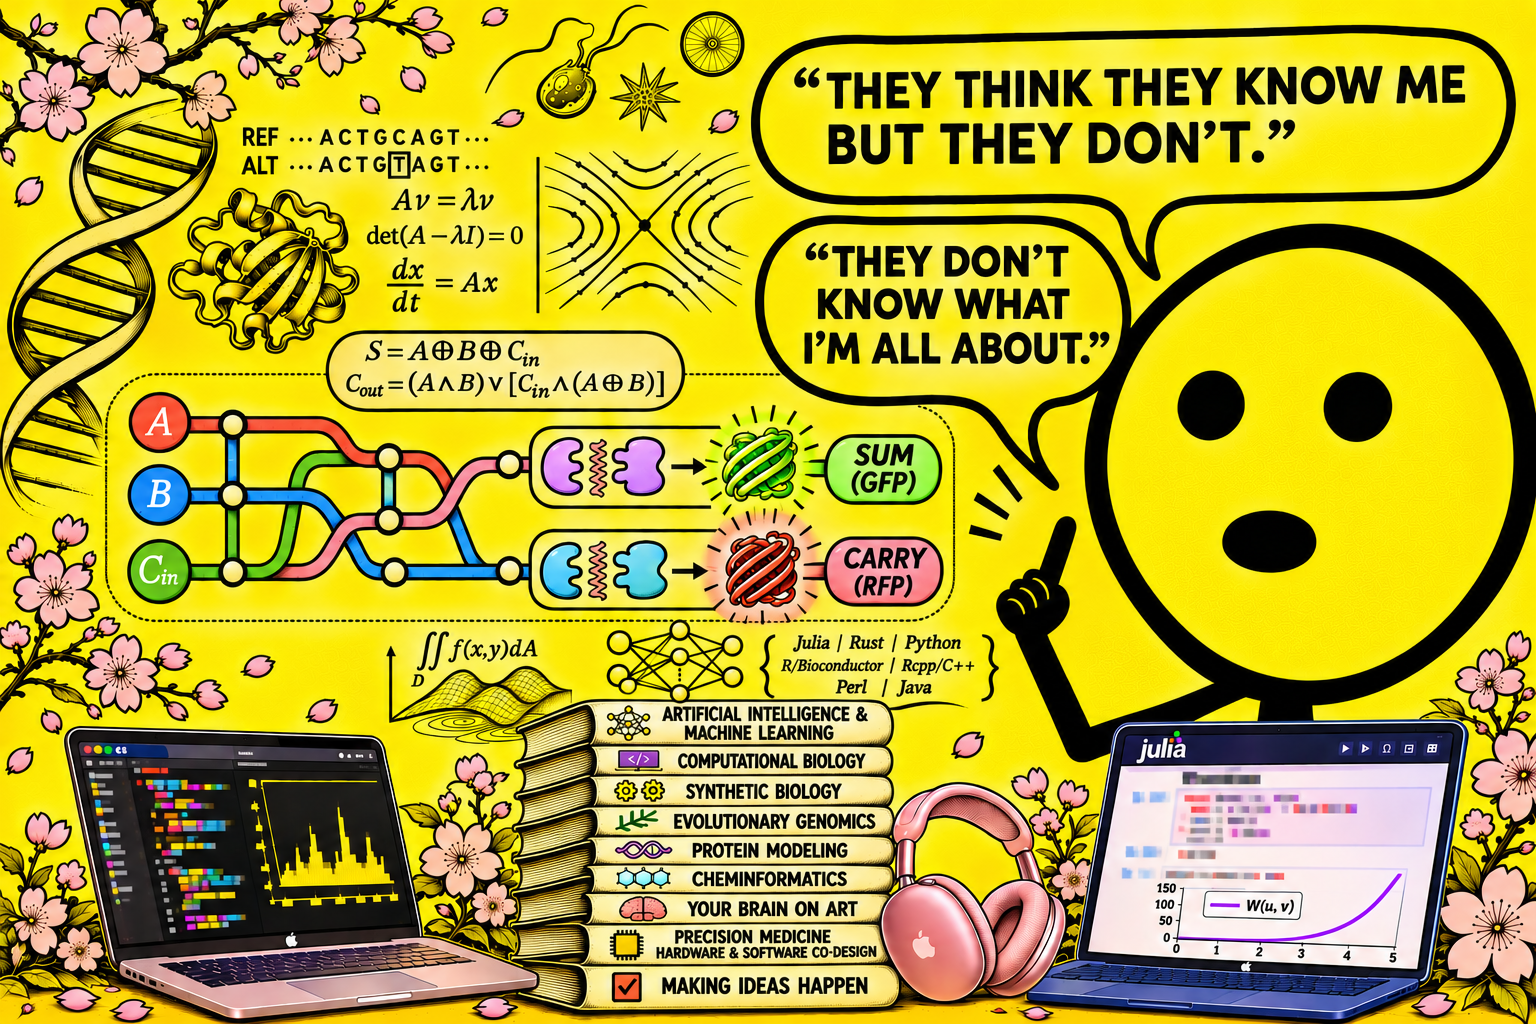 “THEY THINK THEY KNOW ME
BUT THEY DON’T.”
“THEY DON’T
KNOW WHAT
I’M ALL ABOUT.”
REF ··· ACTGCAGT···
ALT ··· ACTGTAGT···
Av = λv
det(A − λI) = 0
dx/dt = Ax
S = A⊕B⊕C_in
C_out = (A∧B)∨[C_in∧(A⊕B)]
A
B
C_in
SUM
(GFP)
CARRY
(RFP)
∬_D f(x,y)dA
Julia | Rust | Python
R/Bioconductor | Rcpp/C++
Perl | Java
ARTIFICIAL INTELLIGENCE &
MACHINE LEARNING
</> COMPUTATIONAL BIOLOGY
SYNTHETIC BIOLOGY
EVOLUTIONARY GENOMICS
PROTEIN MODELING
CHEMINFORMATICS
YOUR BRAIN ON ART
PRECISION MEDICINE
HARDWARE & SOFTWARE CO-DESIGN
MAKING IDEAS HAPPEN
julia
150
100
50
0
W(u, v)
0 1 2 3 4 5